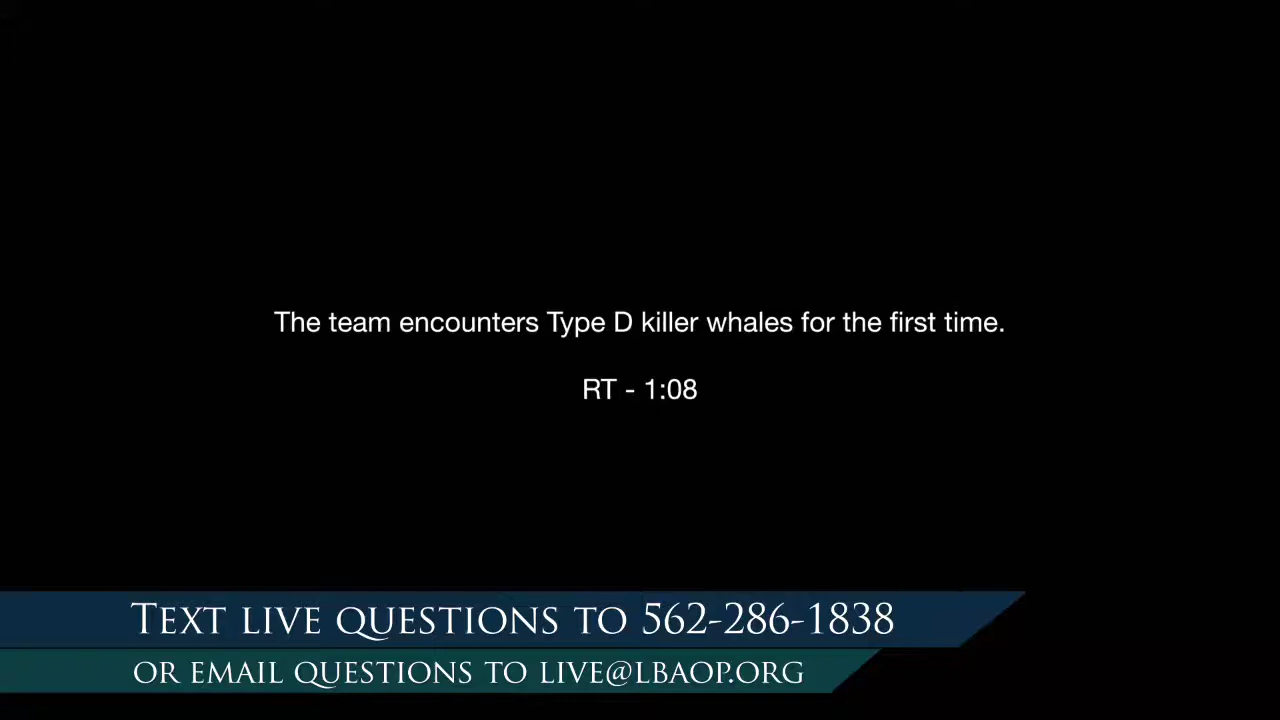 The team encounters Type D killer whales for the first time.
RT - 1:08
Text live questions to 562-286-1838
or email questions to live@lbaop.org